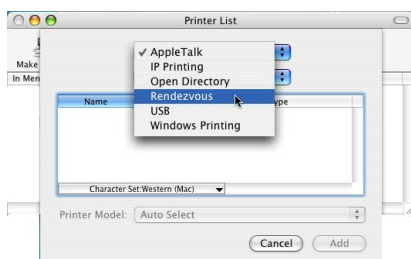 Printer List
Make
In Men
✓ AppleTalk
IP Printing
Open Directory
Rendezvous
USB
Windows Printing
Name
ype
Character Set:Western (Mac)
Printer Model: Auto Select
Cancel Add